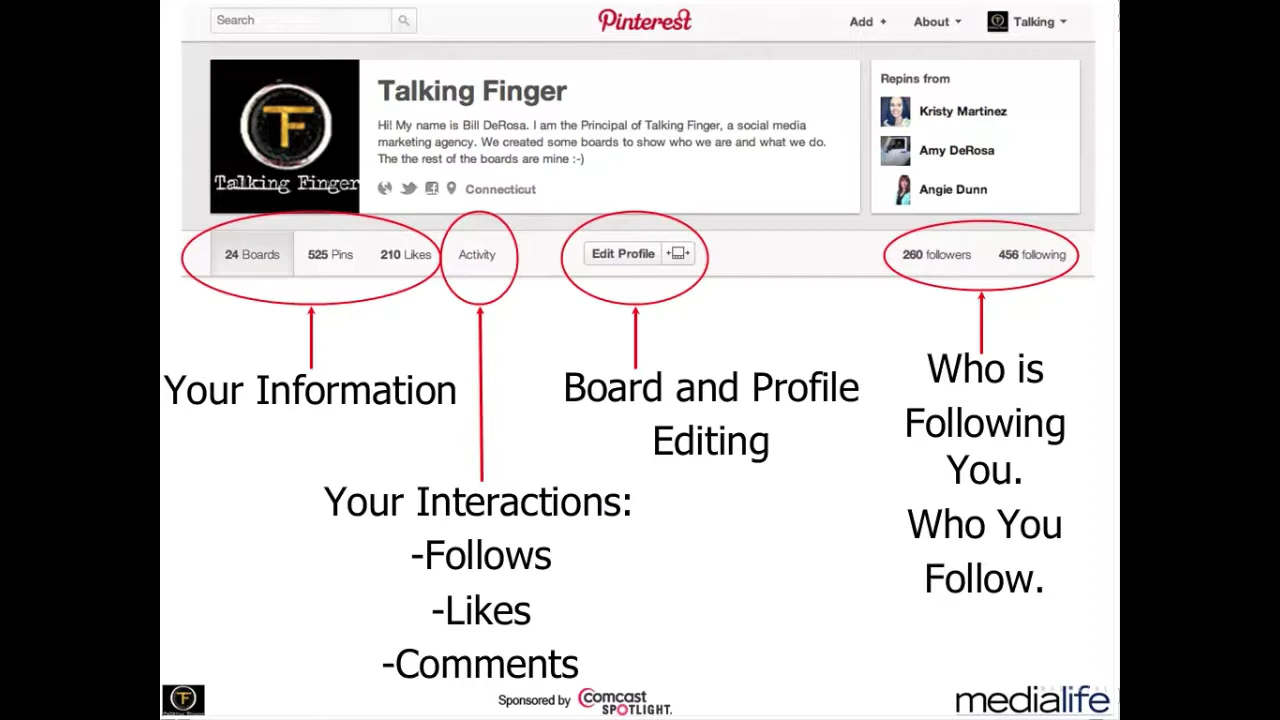 Search
Pinterest
Add +
About
Talking
TF
Talking Finger
Talking Finger
Hi! My name is Bill DeRosa. I am the Principal of Talking Finger, a social media
marketing agency. We created some boards to show who we are and what we do.
The the rest of the boards are mine :-)
Connecticut
Repins from
Kristy Martinez
Amy DeRosa
Angie Dunn
24 Boards
525 Pins
210 Likes
Activity
Edit Profile
260 followers
456 following
Your Information
Your Interactions:
-Follows
-Likes
-Comments
Board and Profile
Editing
Who is
Following
You.
Who You
Follow.
TF
Talking Finger
Sponsored by
Comcast
SPOTLIGHT.
medialife